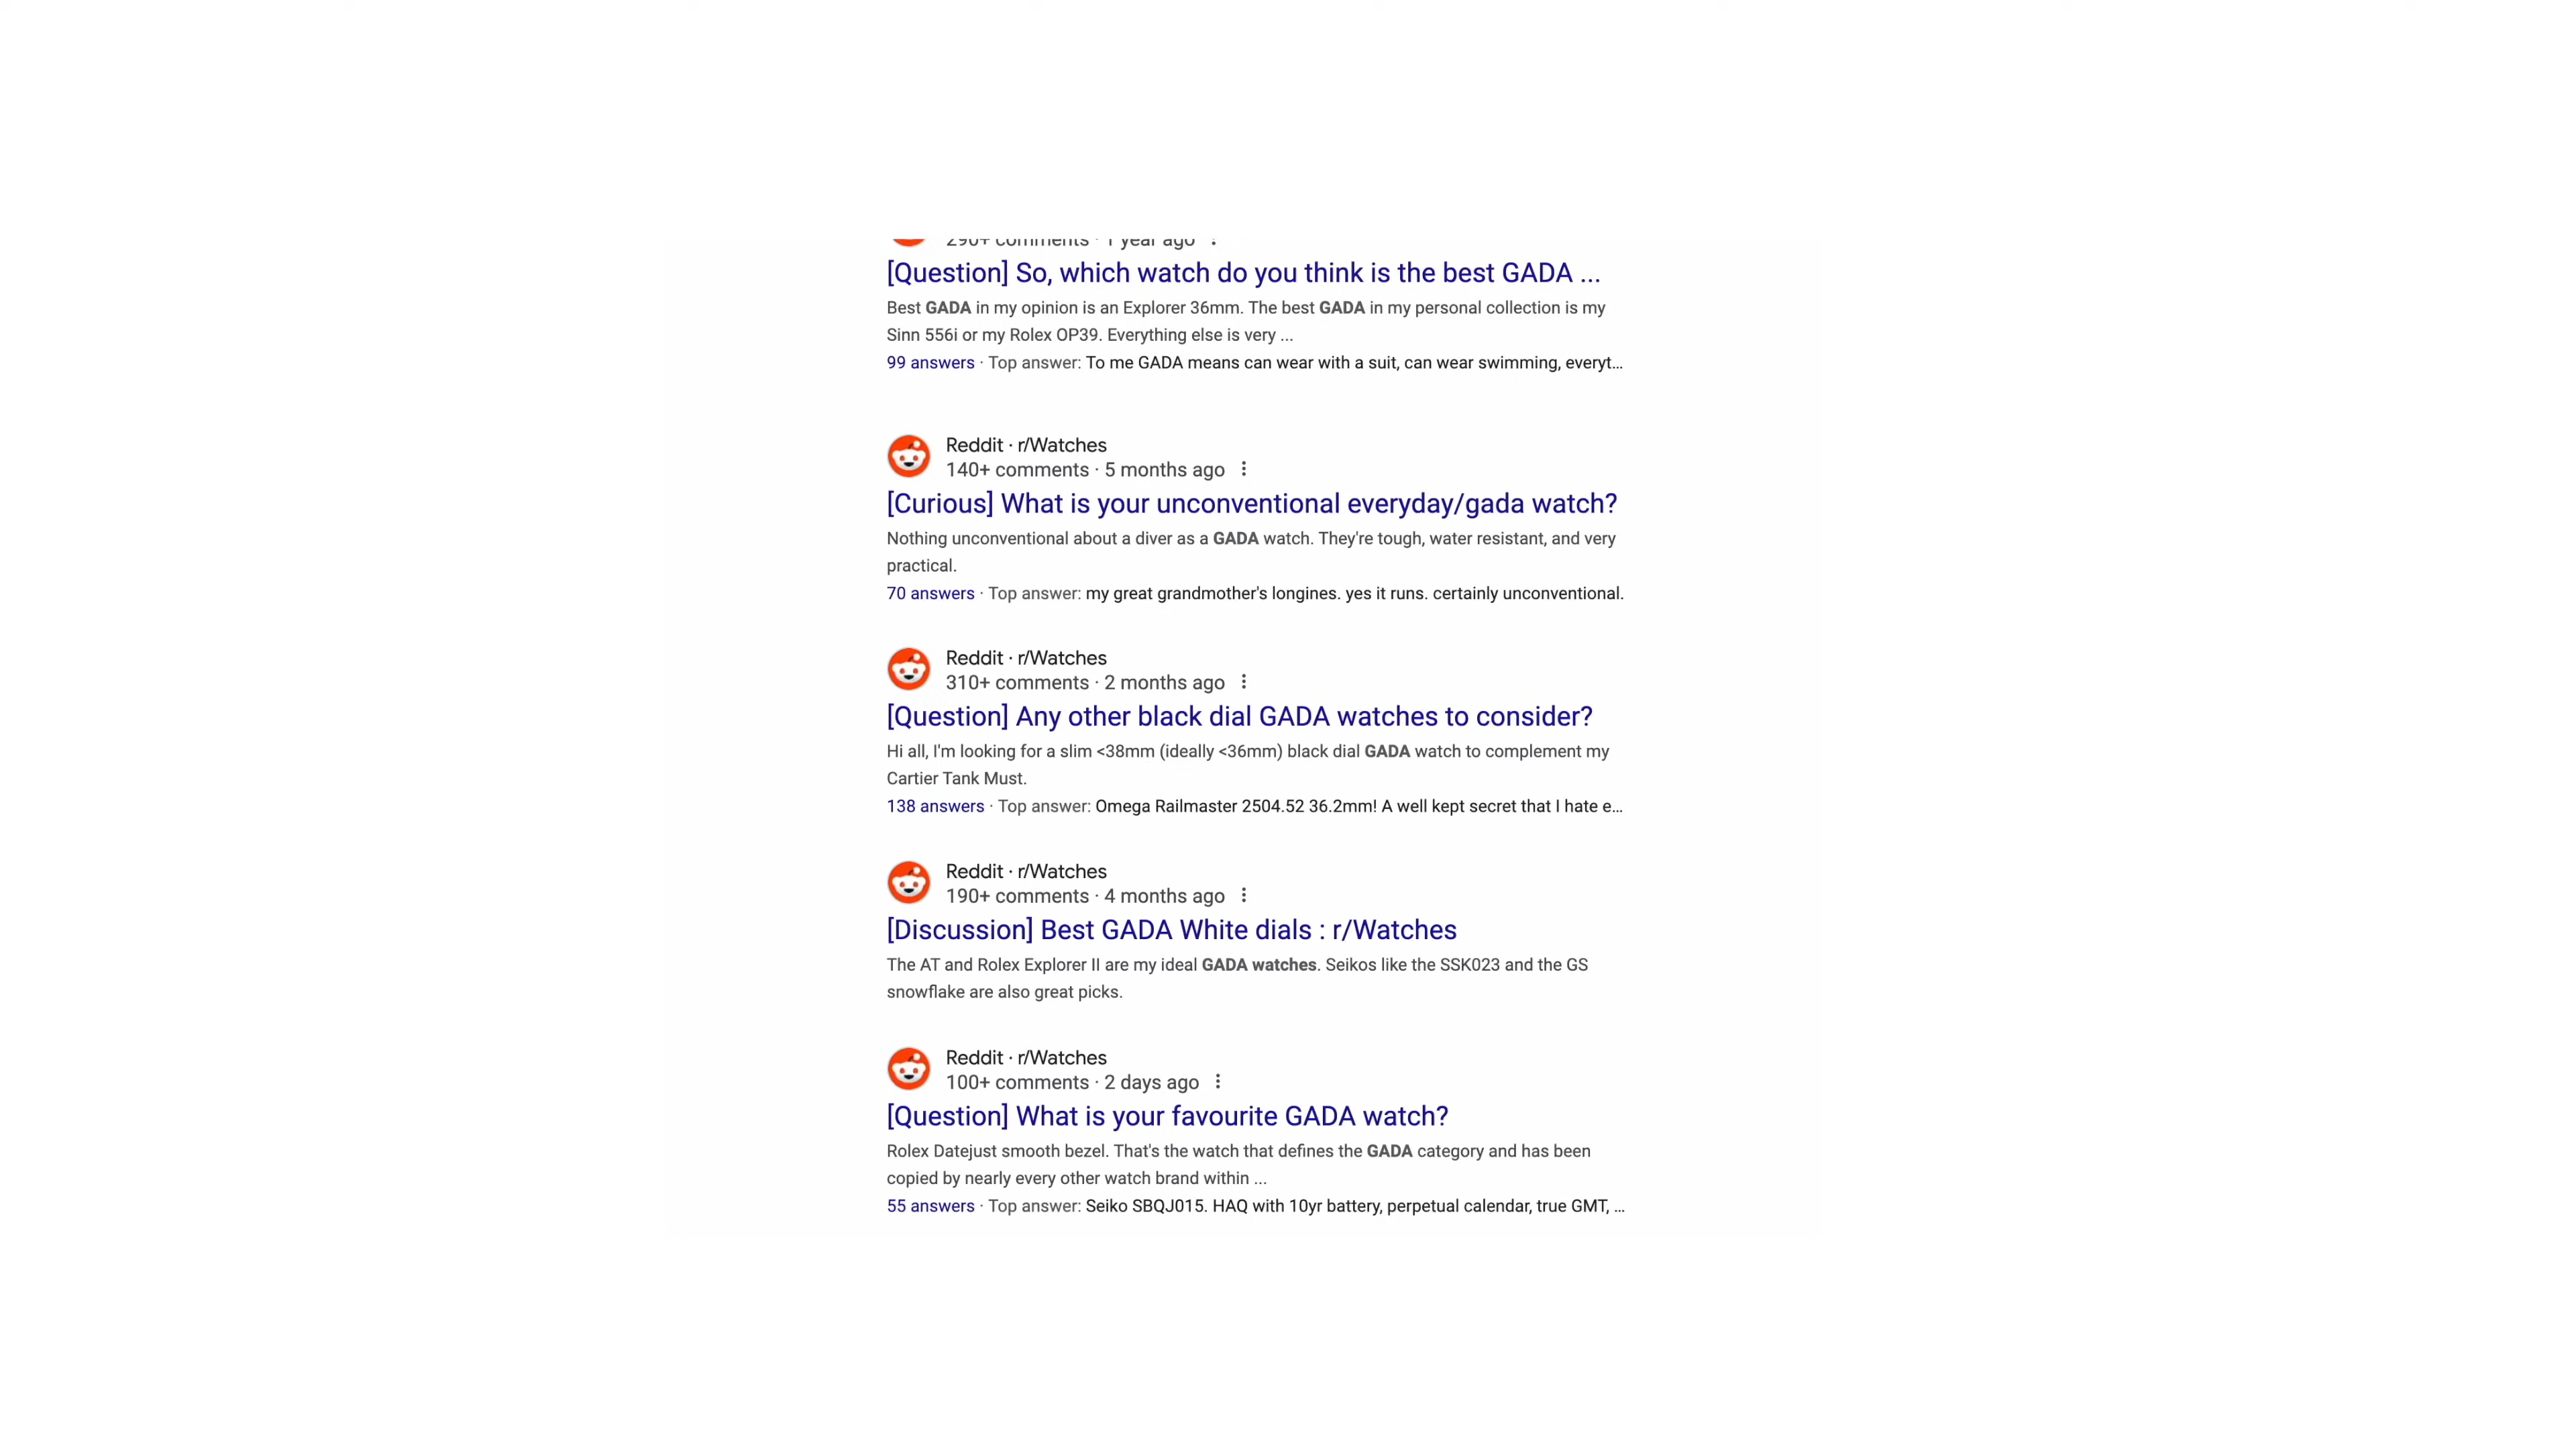 290+ comments · 1 year ago
[Question] So, which watch do you think is the best GADA ...
Best GADA in my opinion is an Explorer 36mm. The best GADA in my personal collection is my
Sinn 556i or my Rolex OP39. Everything else is very ...
99 answers · Top answer: To me GADA means can wear with a suit, can wear swimming, everyt...
Reddit · r/Watches
140+ comments · 5 months ago
[Curious] What is your unconventional everyday/gada watch?
Nothing unconventional about a diver as a GADA watch. They're tough, water resistant, and very
practical.
70 answers · Top answer: my great grandmother's longines. yes it runs. certainly unconventional.
Reddit · r/Watches
310+ comments · 2 months ago
[Question] Any other black dial GADA watches to consider?
Hi all, I'm looking for a slim <38mm (ideally <36mm) black dial GADA watch to complement my
Cartier Tank Must.
138 answers · Top answer: Omega Railmaster 2504.52 36.2mm! A well kept secret that I hate e...
Reddit · r/Watches
190+ comments · 4 months ago
[Discussion] Best GADA White dials : r/Watches
The AT and Rolex Explorer II are my ideal GADA watches. Seikos like the SSK023 and the GS
snowflake are also great picks.
Reddit · r/Watches
100+ comments · 2 days ago
[Question] What is your favourite GADA watch?
Rolex Datejust smooth bezel. That's the watch that defines the GADA category and has been
copied by nearly every other watch brand within ...
55 answers · Top answer: Seiko SBQJ015. HAQ with 10yr battery, perpetual calendar, true GMT, ...